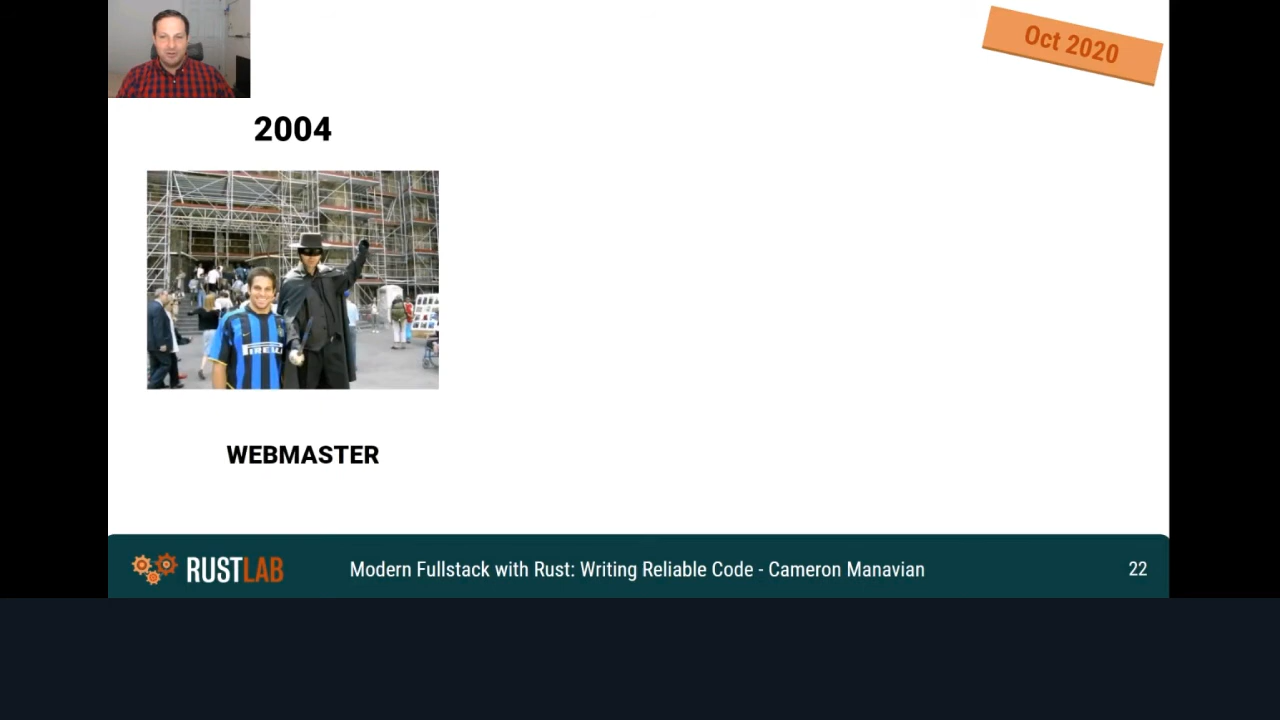 Oct 2020
2004
PIRELLI
WEBMASTER
RUSTLAB
Modern Fullstack with Rust: Writing Reliable Code - Cameron Manavian
22